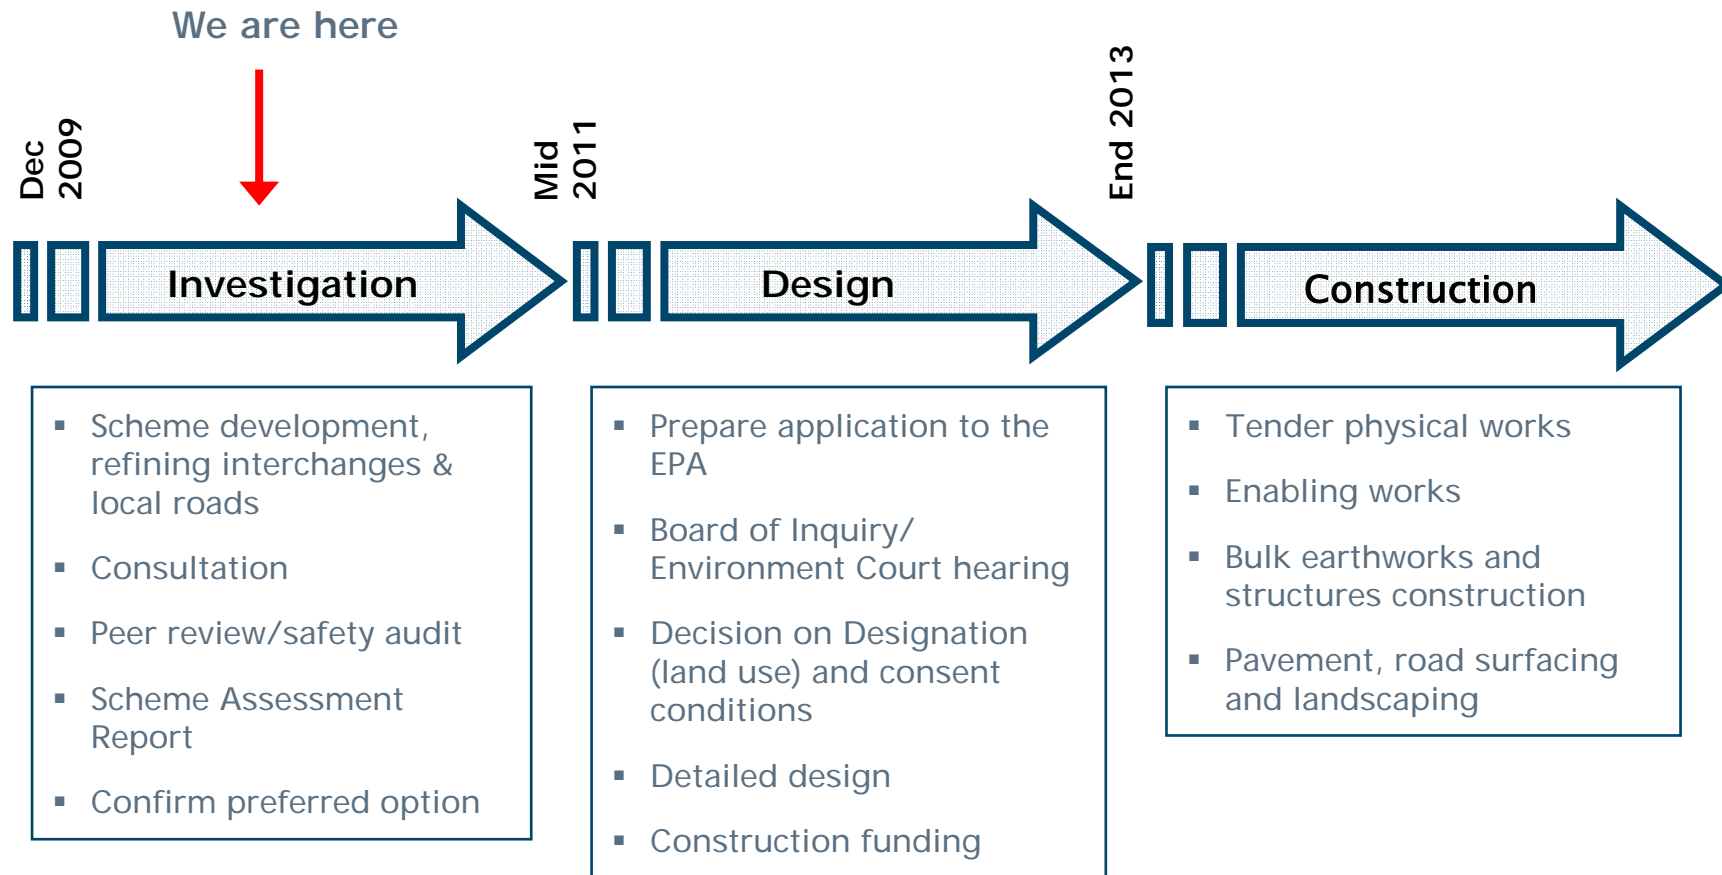 We are here
Dec
2009
Mid
2011
End 2013
Investigation
Design
Construction
▪ Scheme development,
refining interchanges &
local roads
▪ Consultation
▪ Peer review/safety audit
▪ Scheme Assessment
Report
▪ Confirm preferred option
▪ Prepare application to the
EPA
▪ Board of Inquiry/
Environment Court hearing
▪ Decision on Designation
(land use) and consent
conditions
▪ Detailed design
▪ Construction funding
▪ Tender physical works
▪ Enabling works
▪ Bulk earthworks and
structures construction
▪ Pavement, road surfacing
and landscaping